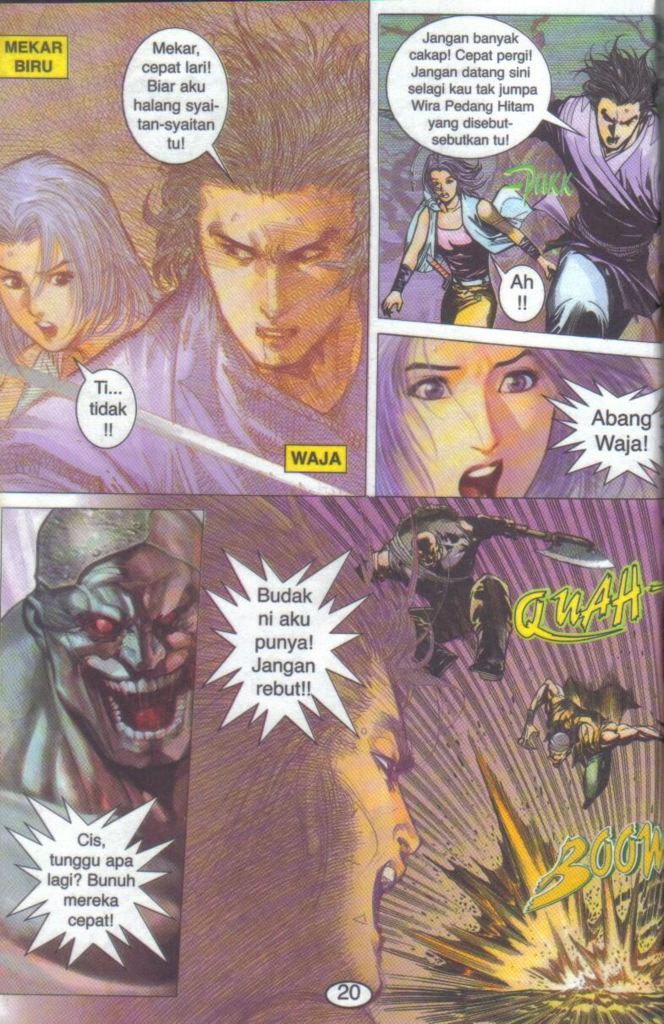 MEKAR
BIRU
Mekar,
cepat lari!
Biar aku
halang syai-
tan-syaitan
tu!
Ti...
tidak
!!
WAJA
Jangan banyak
cakap! Cepat pergi!
Jangan datang sini
selagi kau tak jumpa
Wira Pedang Hitam
yang disebut-
sebutkan tu!
Ah
!!
Abang
Waja!
Budak
ni aku
punya!
Jangan
rebut!!
QUAH
Cis,
tunggu apa
lagi? Bunuh
mereka
cepat!
BOOM
20